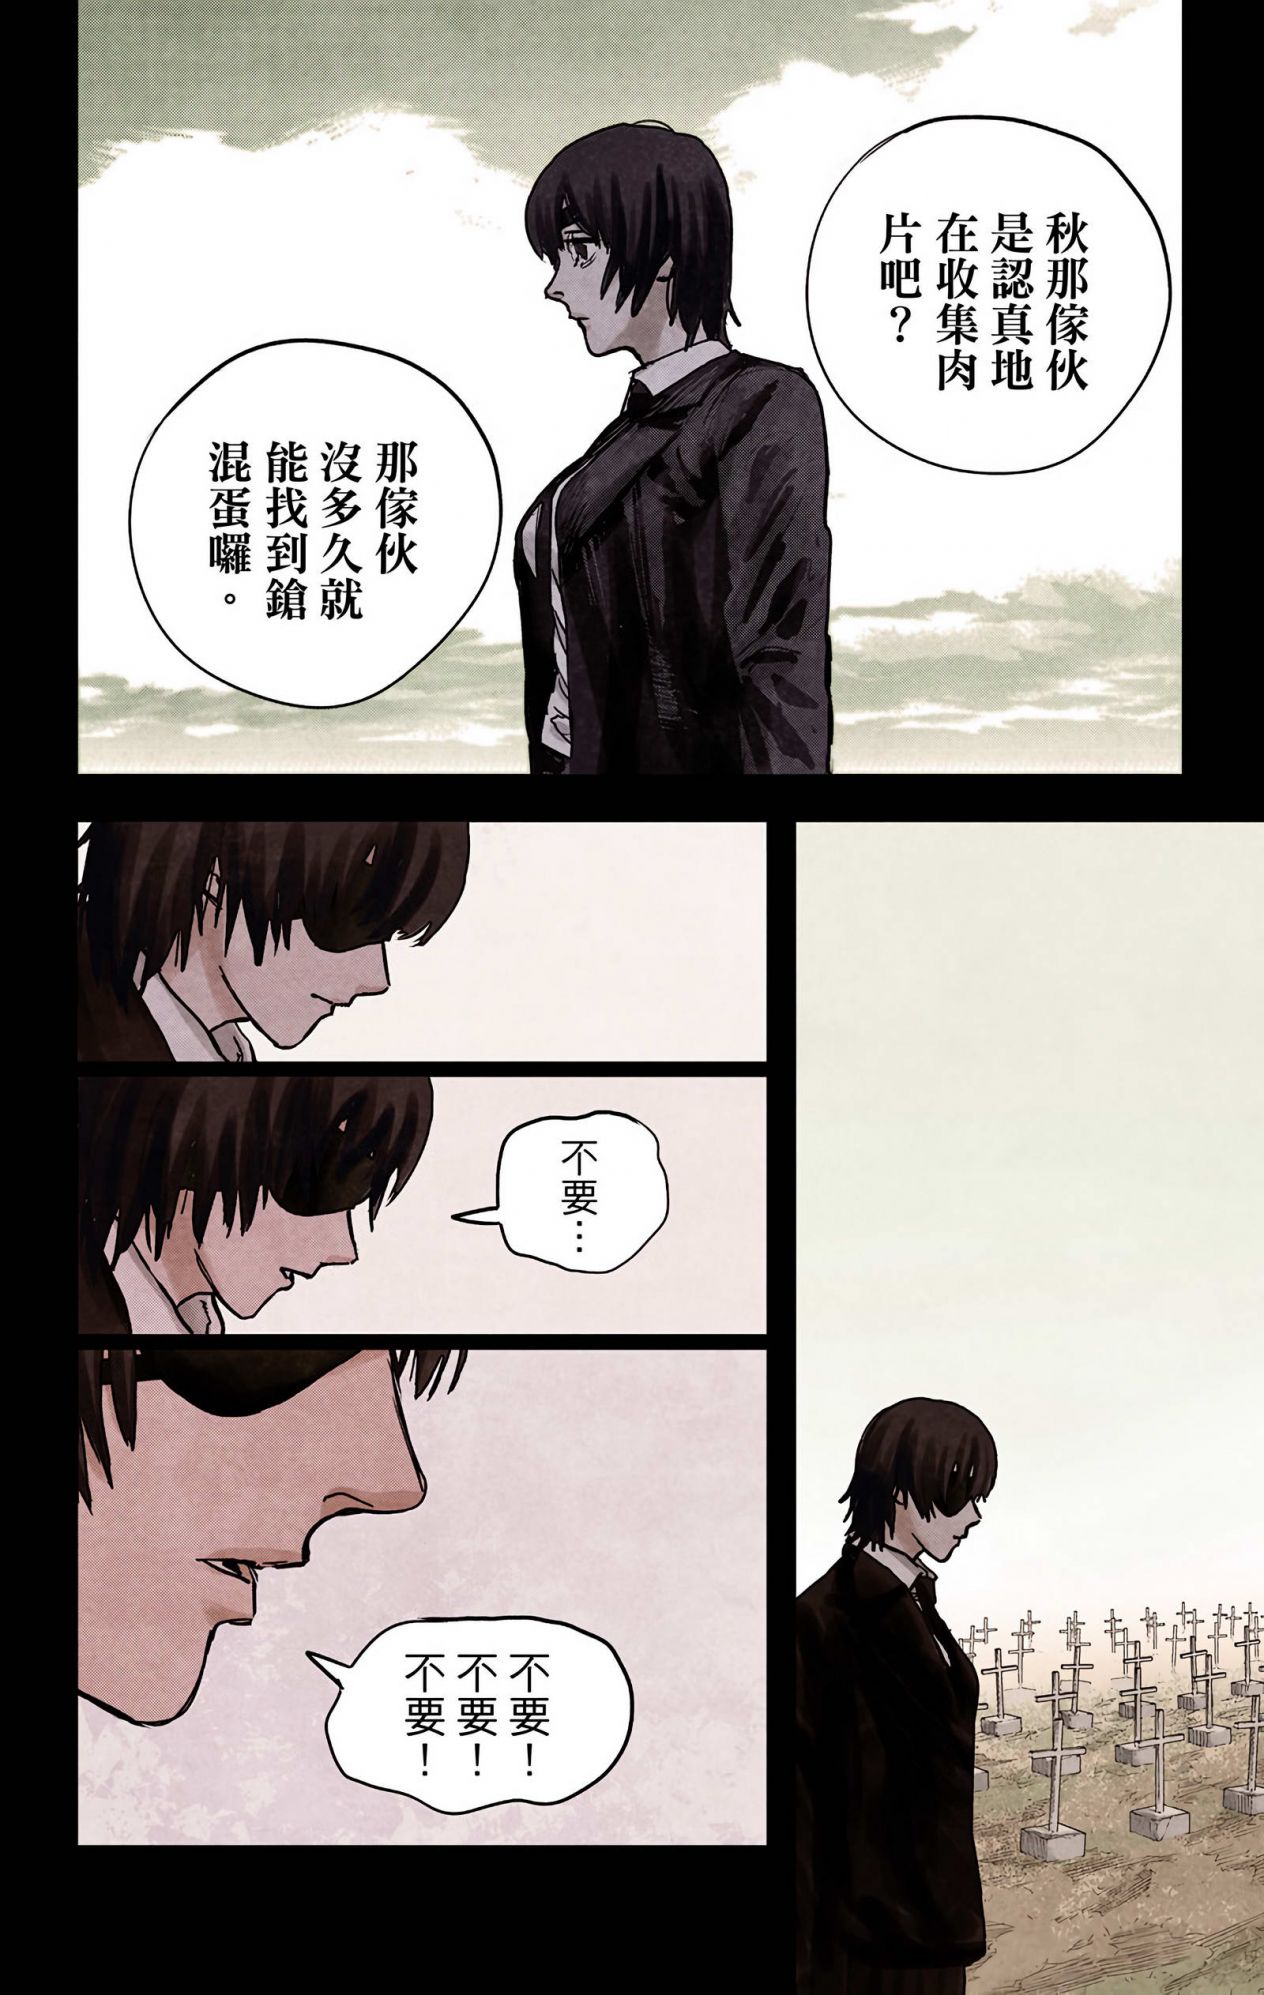 秋那傢伙
是認真地
在收集肉
片吧？
那傢伙
沒多久就
能找到鎗
混蛋囉。
不要…
不要！
不要！
不要！